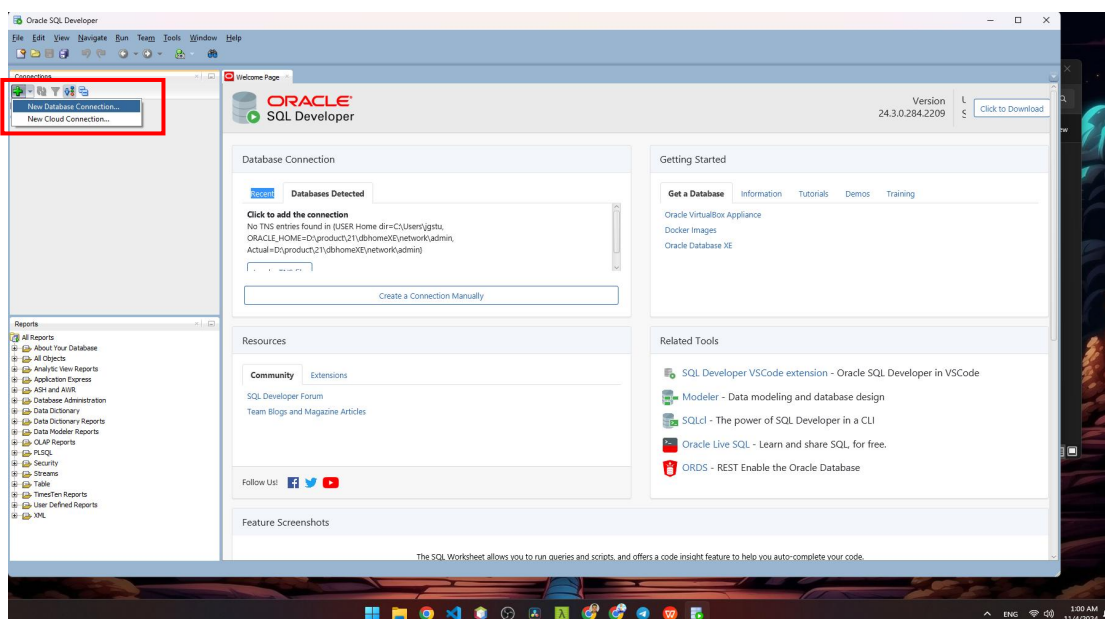 Oracle SQL Developer
File Edit View Navigate Run Team Tools Window Help
Connections
New Database Connection...
New Cloud Connection...
Welcome Page
ORACLE
SQL Developer
Version
24.3.0.284.2209
Click to Download
Database Connection
Recent Databases Detected
Click to add the connection
No TNS entries found in (USER Home dir=C:\Users\jgstu,
ORACLE_HOME=D:\product\21\dbhomeXE\network\admin,
Actual=D:\product\21\dbhomeXE\network\admin)
Create a Connection Manually
Getting Started
Get a Database Information Tutorials Demos Training
Oracle VirtualBox Appliance
Docker Images
Oracle Database XE
Reports
All Reports
About Your Database
All Objects
Analytic View Reports
Application Express
ASH and AWR
Database Administration
Data Dictionary
Data Dictionary Reports
Data Modeler Reports
OLAP Reports
PLSQL
Security
Streams
Table
TimesTen Reports
User Defined Reports
XML
Resources
Community Extensions
SQL Developer Forum
Team Blogs and Magazine Articles
Follow Us!
Related Tools
SQL Developer VSCode extension - Oracle SQL Developer in VSCode
Modeler - Data modeling and database design
SQLcl - The power of SQL Developer in a CLI
Oracle Live SQL - Learn and share SQL, for free.
ORDS - REST Enable the Oracle Database
Feature Screenshots
The SQL Worksheet allows you to run queries and scripts, and offers a code insight feature to help you auto-complete your code.
ENG
1:00 AM
11/4/2024